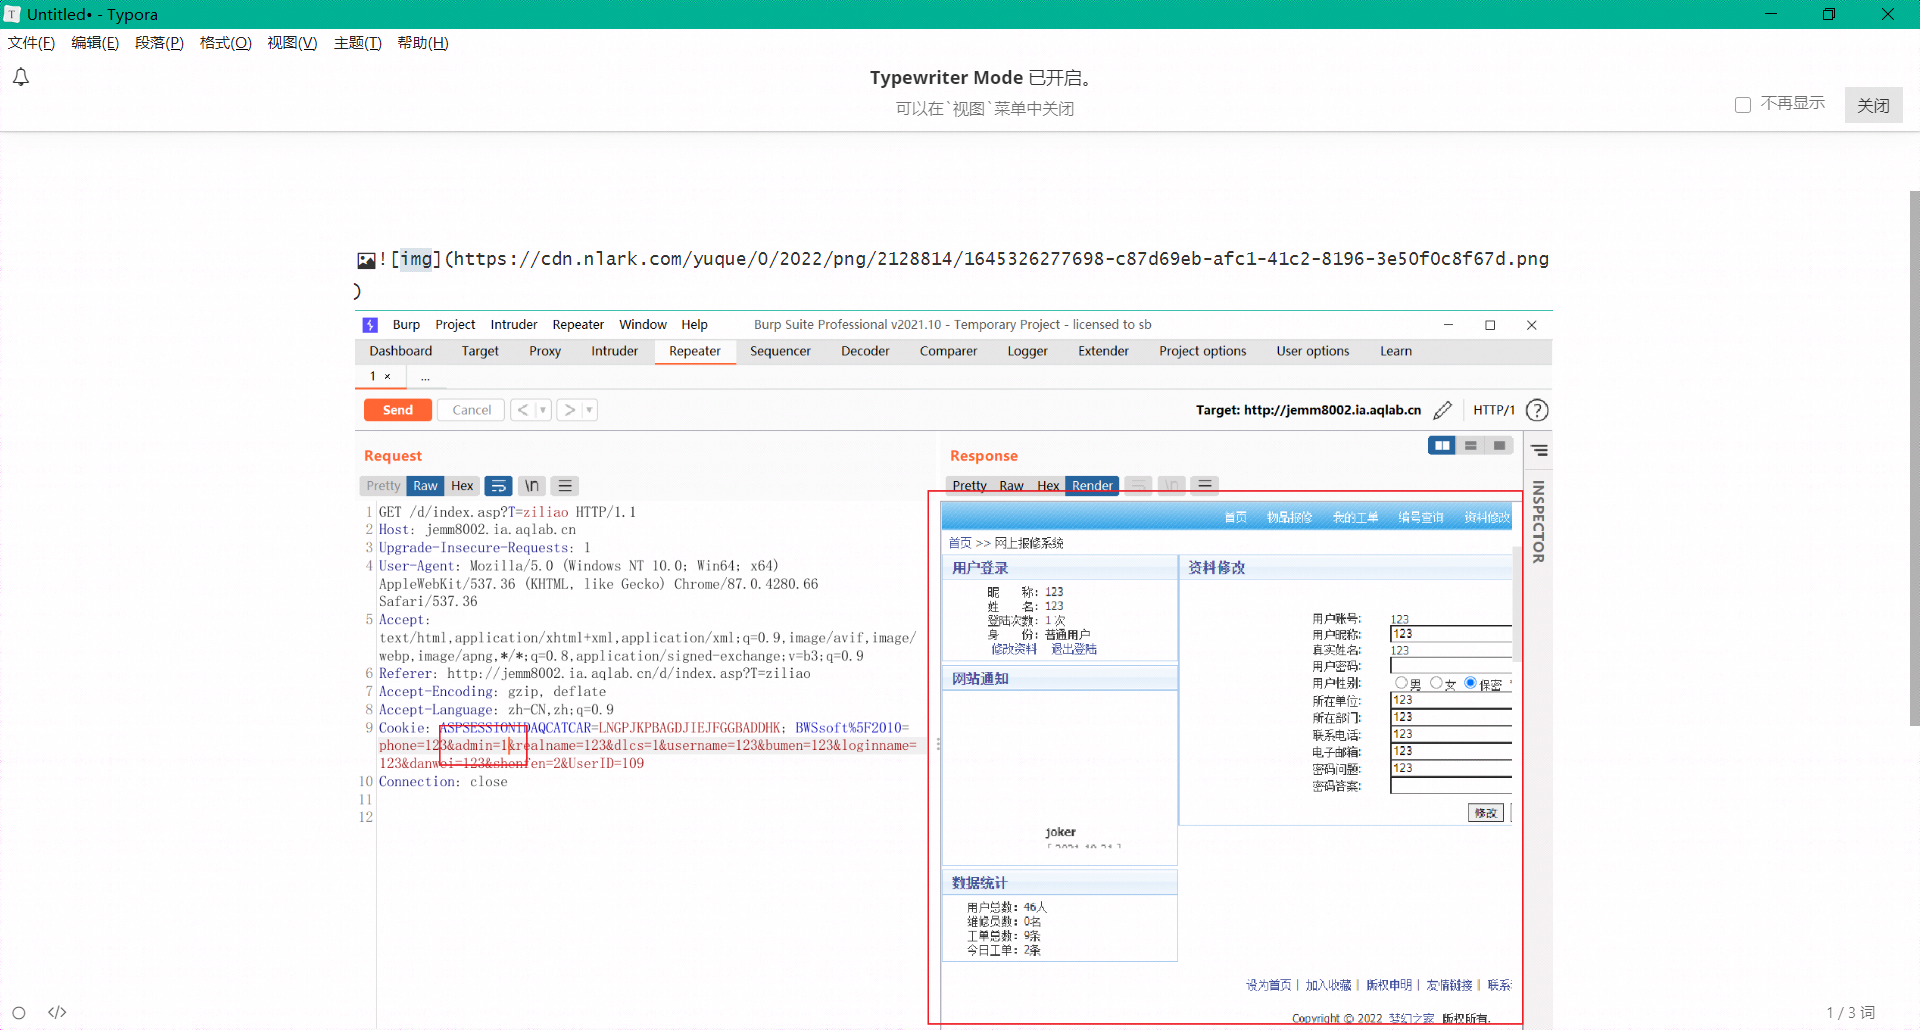 Untitled• - Typora
文件(F) 编辑(E) 段落(P) 格式(O) 视图(V) 主题(T) 帮助(H)
Typewriter Mode 已开启。
可以在`视图`菜单中关闭
不再显示
关闭
![img](https://cdn.nlark.com/yuque/0/2022/png/2128814/1645326277698-c87d69eb-afc1-41c2-8196-3e50f0c8f67d.png
)
Burp Project Intruder Repeater Window Help
Burp Suite Professional v2021.10 - Temporary Project - licensed to sb
Dashboard Target Proxy Intruder Repeater Sequencer Decoder Comparer Logger Extender Project options User options Learn
1 × ...
Send Cancel < >
Target: http://jemm8002.ia.aqlab.cn HTTP/1 ?
Request
Pretty Raw Hex \n
1 GET /d/index.asp?T=ziliao HTTP/1.1
2 Host: jemm8002.ia.aqlab.cn
3 Upgrade-Insecure-Requests: 1
4 User-Agent: Mozilla/5.0 (Windows NT 10.0; Win64; x64)
AppleWebKit/537.36 (KHTML, like Gecko) Chrome/87.0.4280.66
Safari/537.36
5 Accept:
text/html,application/xhtml+xml,application/xml;q=0.9,image/avif,image/
webp,image/apng,*/*;q=0.8,application/signed-exchange;v=b3;q=0.9
6 Referer: http://jemm8002.ia.aqlab.cn/d/index.asp?T=ziliao
7 Accept-Encoding: gzip, deflate
8 Accept-Language: zh-CN,zh;q=0.9
9 Cookie: ASPSESSIONIDAQCATCAR=LNGPJKPBAGDJIEJFGGBADDHK; BWSsoft%5F2010=
phone=123&admin=1&realname=123&dlcs=1&username=123&bumen=123&loginname=
123&danwei=123&shenfen=2&UserID=109
10 Connection: close
11
12
Response
Pretty Raw Hex Render \n
INSPECTOR
首页 物品报修 我的工单 编号查询 资料修改
首页 >> 网上报修系统
用户登录
昵 称: 123
姓 名: 123
登陆次数: 1 次
身 份: 普通用户
修改资料 退出登陆
网站通知
joker
[ 2021-10-21 ]
数据统计
用户总数: 46人
维修员数: 0名
工单总数: 9条
今日工单: 2条
资料修改
用户账号: 123
用户昵称: 123
真实姓名: 123
用户密码:
用户性别: 男 女 保密 *
所在单位: 123
所在部门: 123
联系电话: 123
电子邮箱: 123
密码问题: 123
密码答案:
修改
设为首页 | 加入收藏 | 版权申明 | 友情链接 | 联系
Copyright © 2022 梦幻之家 版权所有.
</>
1 / 3 词